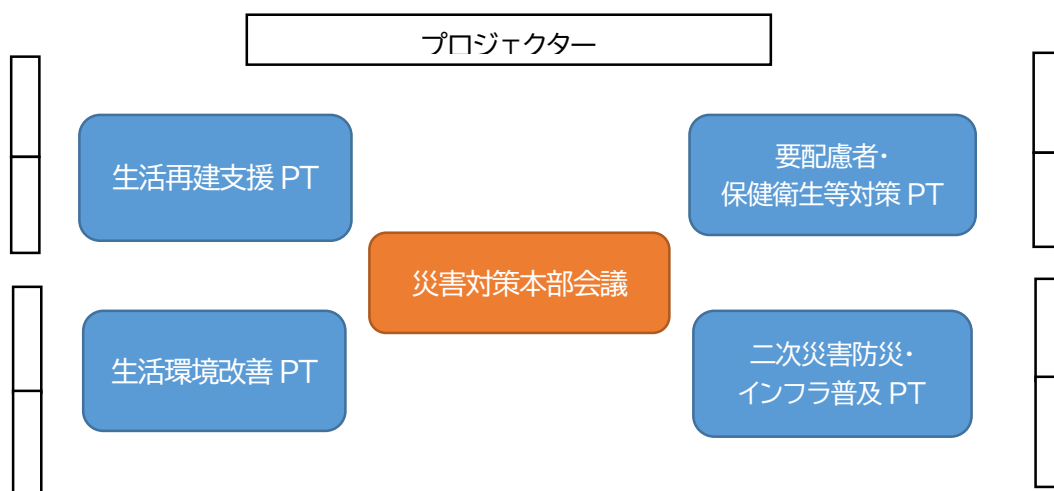 プロジェクター
生活再建支援 PT
要配慮者・
保健衛生等対策 PT
災害対策本部会議
生活環境改善 PT
二次災害防災・
インフラ普及 PT